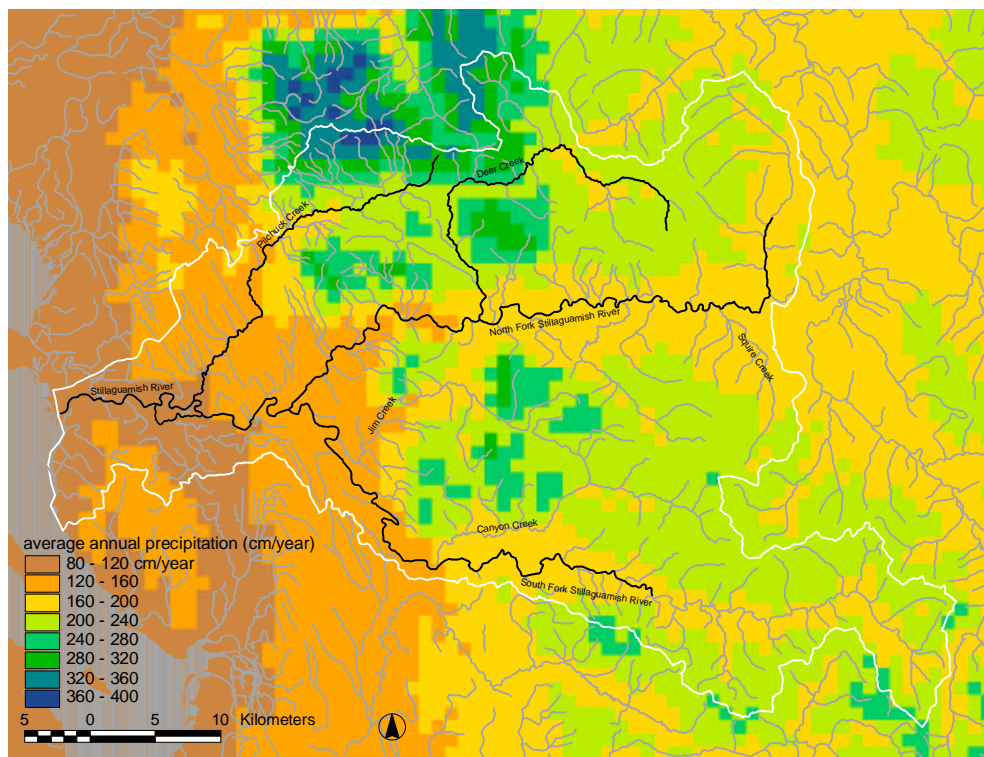 Deer Creek
Pilchuck Creek
North Fork Stillaguamish River
Squire Creek
Stillaguamish River
Jim Creek
Canyon Creek
South Fork Stillaguamish River
average annual precipitation (cm/year)
80 - 120 cm/year
120 - 160
160 - 200
200 - 240
240 - 280
280 - 320
320 - 360
360 - 400
5 0 5 10 Kilometers